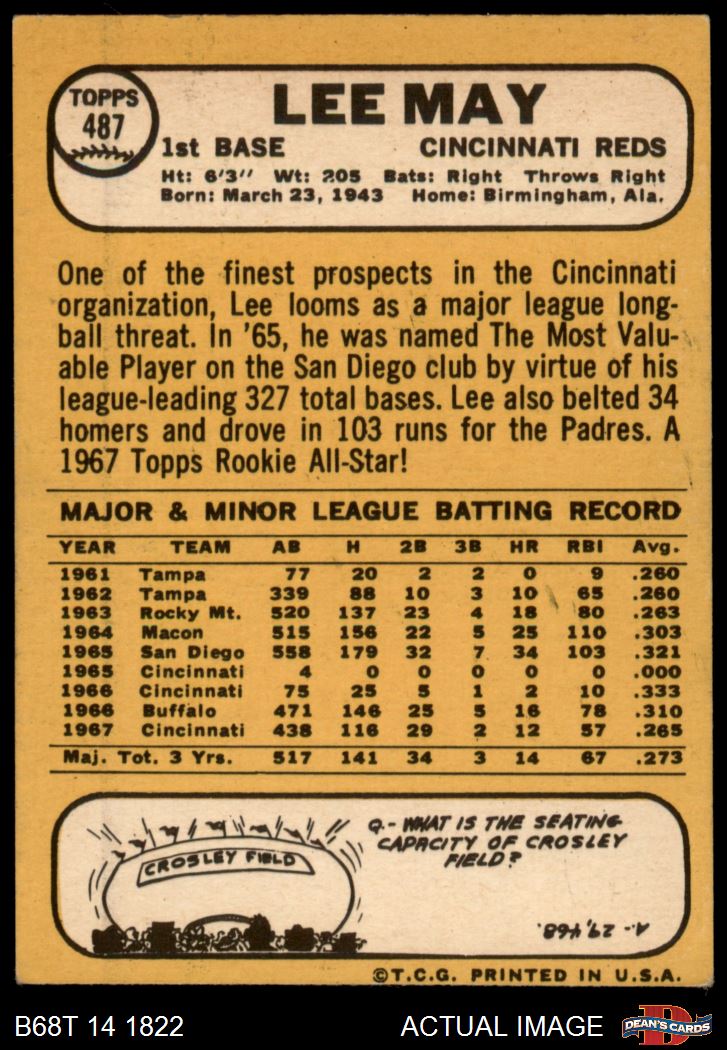 TOPPS
487
LEE MAY
1st BASE CINCINNATI REDS
Ht: 6'3'' Wt: 205 Bats: Right Throws Right
Born: March 23, 1943 Home: Birmingham, Ala.
One of the finest prospects in the Cincinnati
organization, Lee looms as a major league long-
ball threat. In '65, he was named The Most Valu-
able Player on the San Diego club by virtue of his
league-leading 327 total bases. Lee also belted 34
homers and drove in 103 runs for the Padres. A
1967 Topps Rookie All-Star!
MAJOR & MINOR LEAGUE BATTING RECORD
YEAR TEAM AB H 2B 3B HR RBI Avg.
1961 Tampa 77 20 2 2 0 9 .260
1962 Tampa 339 88 10 3 10 65 .260
1963 Rocky Mt. 520 137 23 4 18 80 .263
1964 Macon 515 156 22 5 25 110 .303
1965 San Diego 558 179 32 7 34 103 .321
1965 Cincinnati 4 0 0 0 0 0 .000
1966 Cincinnati 75 25 5 1 2 10 .333
1966 Buffalo 471 146 25 5 16 78 .310
1967 Cincinnati 438 116 29 2 12 57 .265
Maj. Tot. 3 Yrs. 517 141 34 3 14 67 .273
CROSLEY FIELD
Q.- WHAT IS THE SEATING
CAPACITY OF CROSLEY
FIELD?
A.- 29,468.
©T.C.G. PRINTED IN U.S.A.
B68T 14 1822 ACTUAL IMAGE
D
DEAN'S CARDS